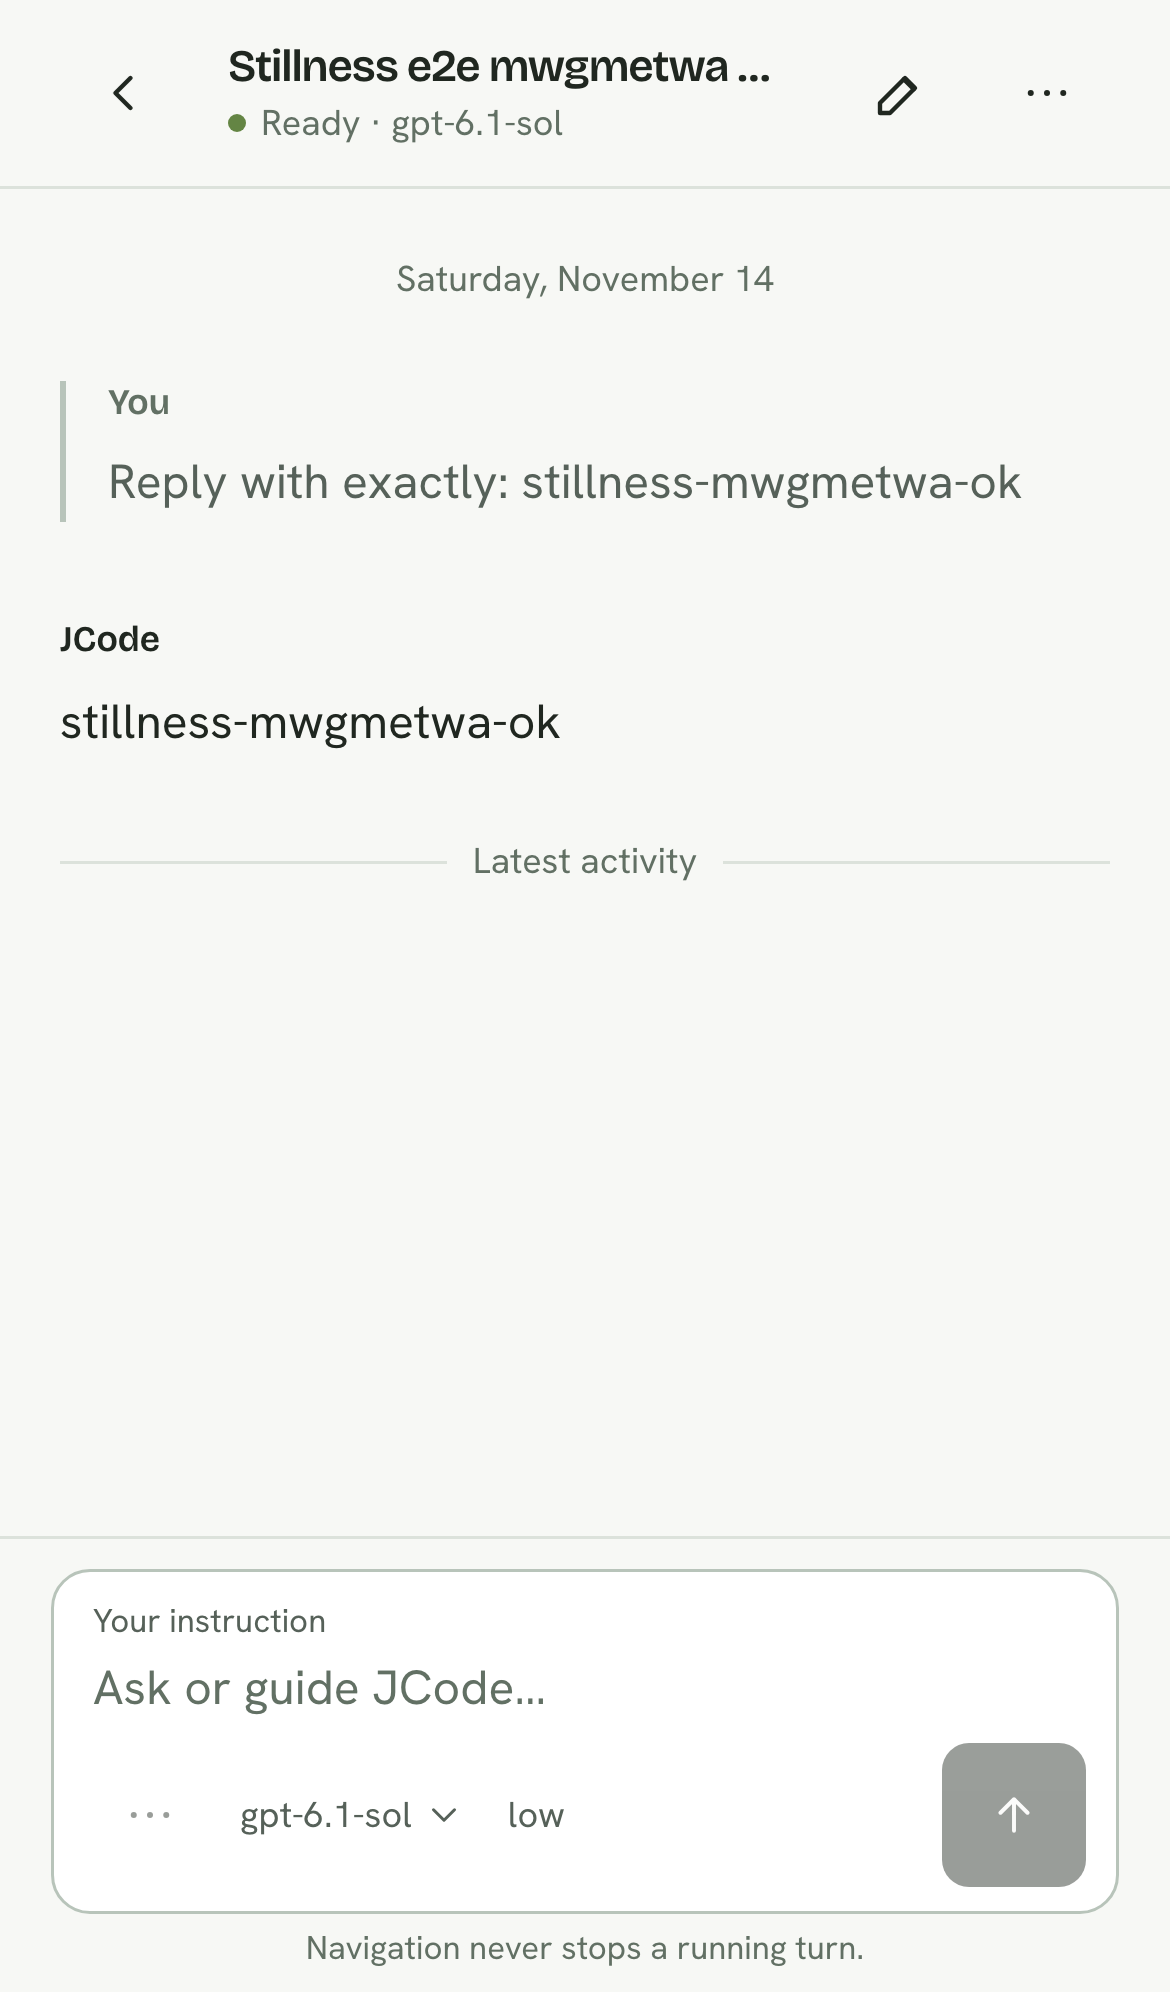 Stillness e2e mwgmetwa ...
Ready · gpt-6.1-sol
Saturday, November 14
You
Reply with exactly: stillness-mwgmetwa-ok
JCode
stillness-mwgmetwa-ok
Latest activity
Your instruction
Ask or guide JCode...
gpt-6.1-sol low
Navigation never stops a running turn.